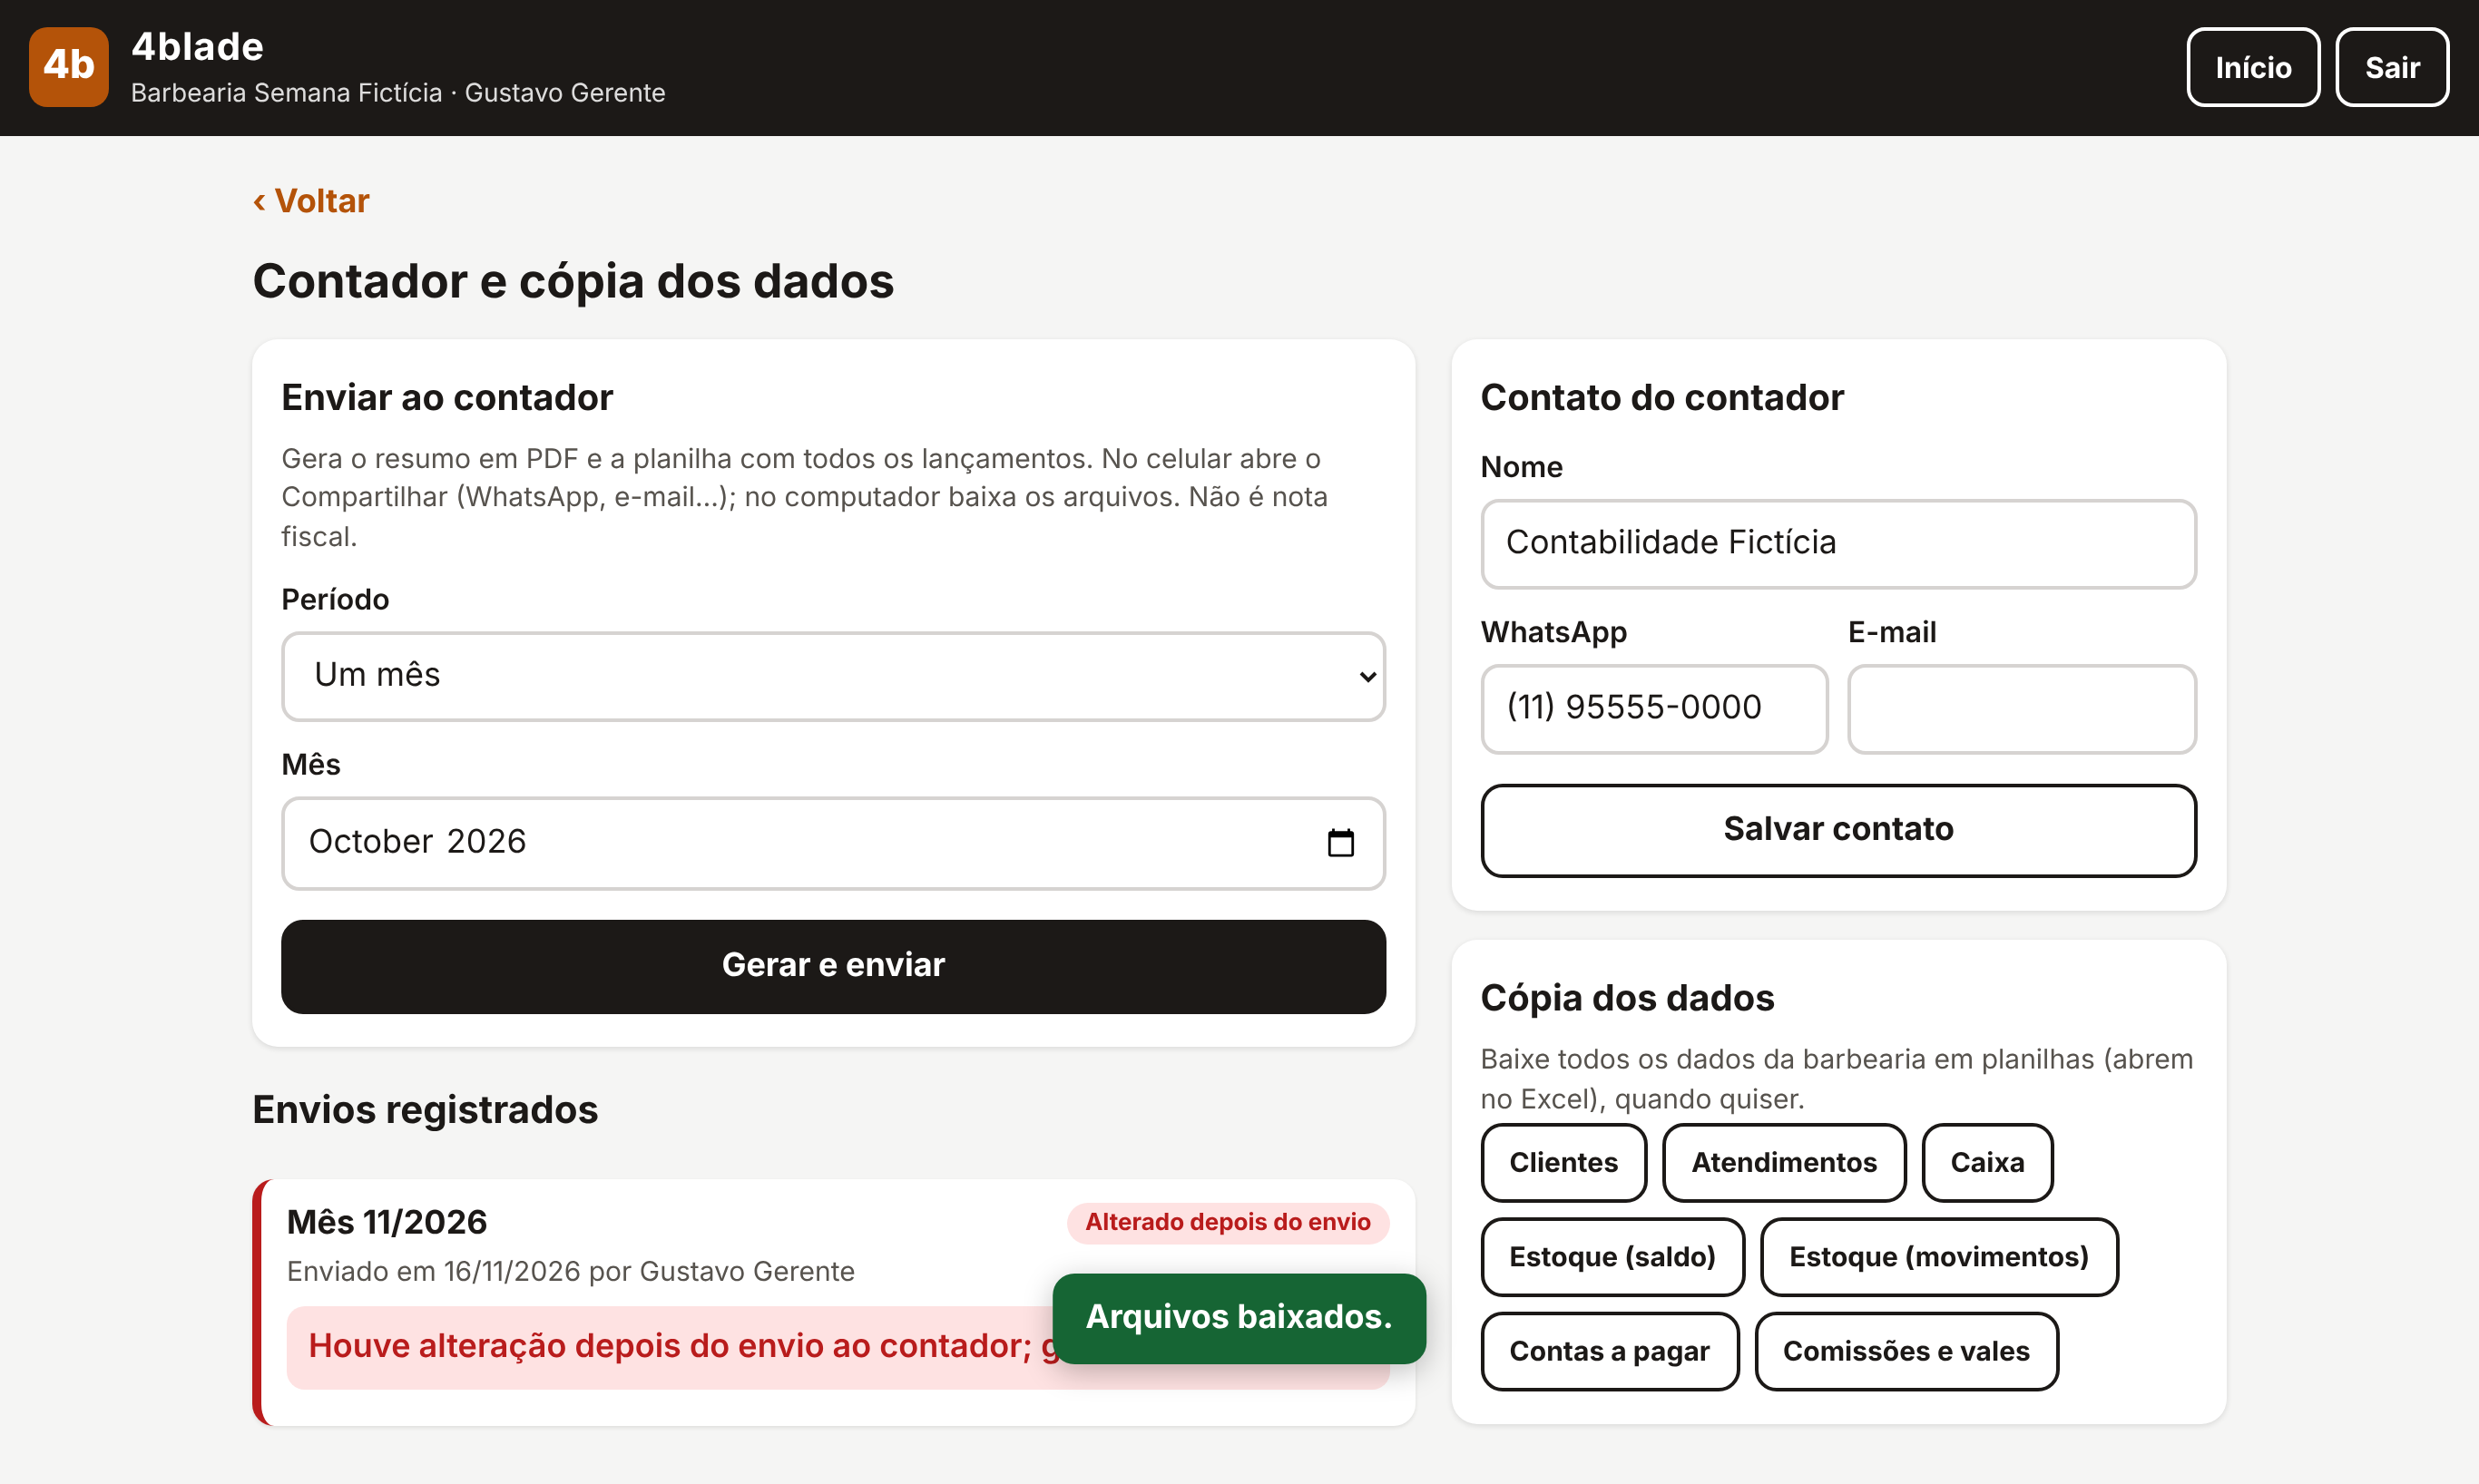 4b
4blade
Barbearia Semana Fictícia · Gustavo Gerente
Início
Sair
‹ Voltar
Contador e cópia dos dados
Enviar ao contador
Gera o resumo em PDF e a planilha com todos os lançamentos. No celular abre o
Compartilhar (WhatsApp, e-mail...); no computador baixa os arquivos. Não é nota
fiscal.
Período
Um mês
Mês
October 2026
Gerar e enviar
Envios registrados
Mês 11/2026
Alterado depois do envio
Enviado em 16/11/2026 por Gustavo Gerente
Houve alteração depois do envio ao contador;
Arquivos baixados.
Contato do contador
Nome
Contabilidade Fictícia
WhatsApp
E-mail
(11) 95555-0000
Salvar contato
Cópia dos dados
Baixe todos os dados da barbearia em planilhas (abrem
no Excel), quando quiser.
Clientes
Atendimentos
Caixa
Estoque (saldo)
Estoque (movimentos)
Contas a pagar
Comissões e vales